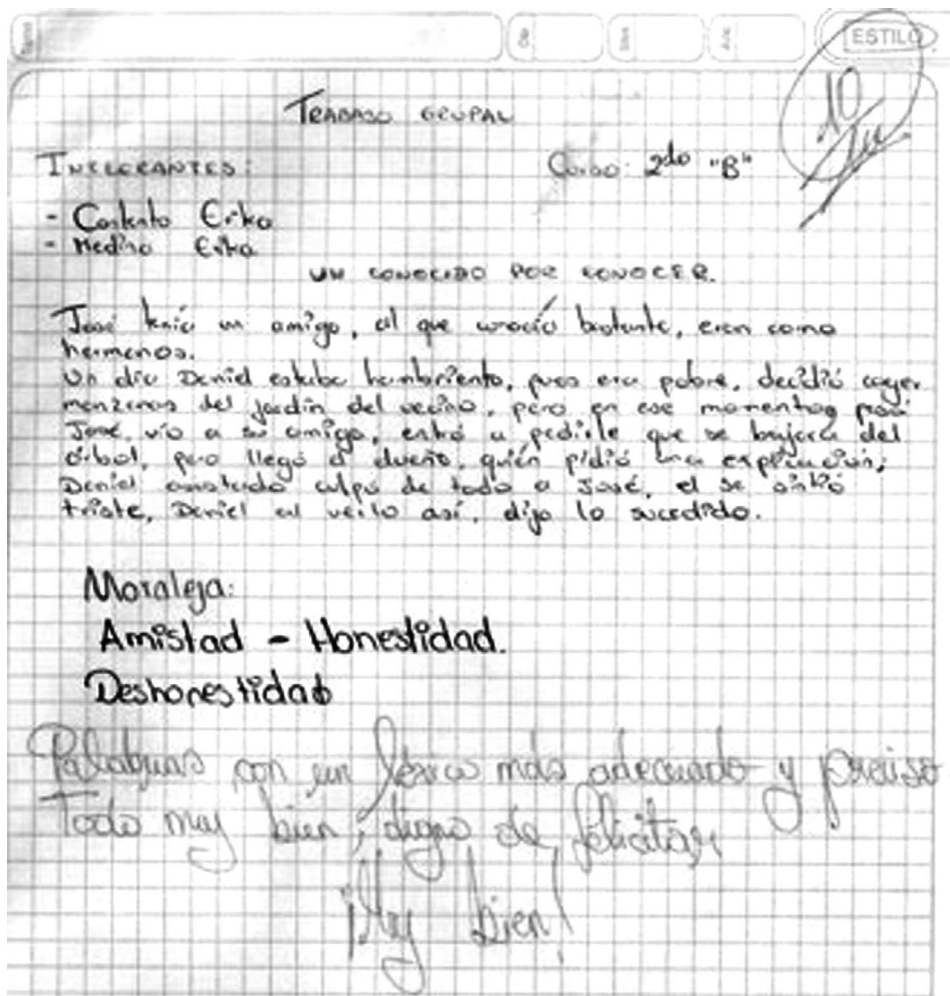 ESTILO
10
TRABAJO GRUPAL
INTEGRANTES: Curso: 2do "B"
- Erika
- Medina Erika
UN CONOCIDO POR CONOCER.
José tenía un amigo, al que conocía bastante, eran como
hermanos.
Un día Daniel estaba hambriento, pues era pobre, decidió coger
manzanas del jardín del vecino, pero en ese momento pasó
José, vio a su amigo, entró a pedirle que se bajara del
árbol, pero llegó el dueño, quién pidió una explicación;
Daniel asustado culpó de todo a José, el se sintió
triste, Daniel al verlo así, dijo lo sucedido.
Moraleja:
Amistad - Honestidad.
Deshonestidad
Palabras con un léxico más adecuado y preciso
Todo muy bien, digno de felicitar
¡Muy bien!